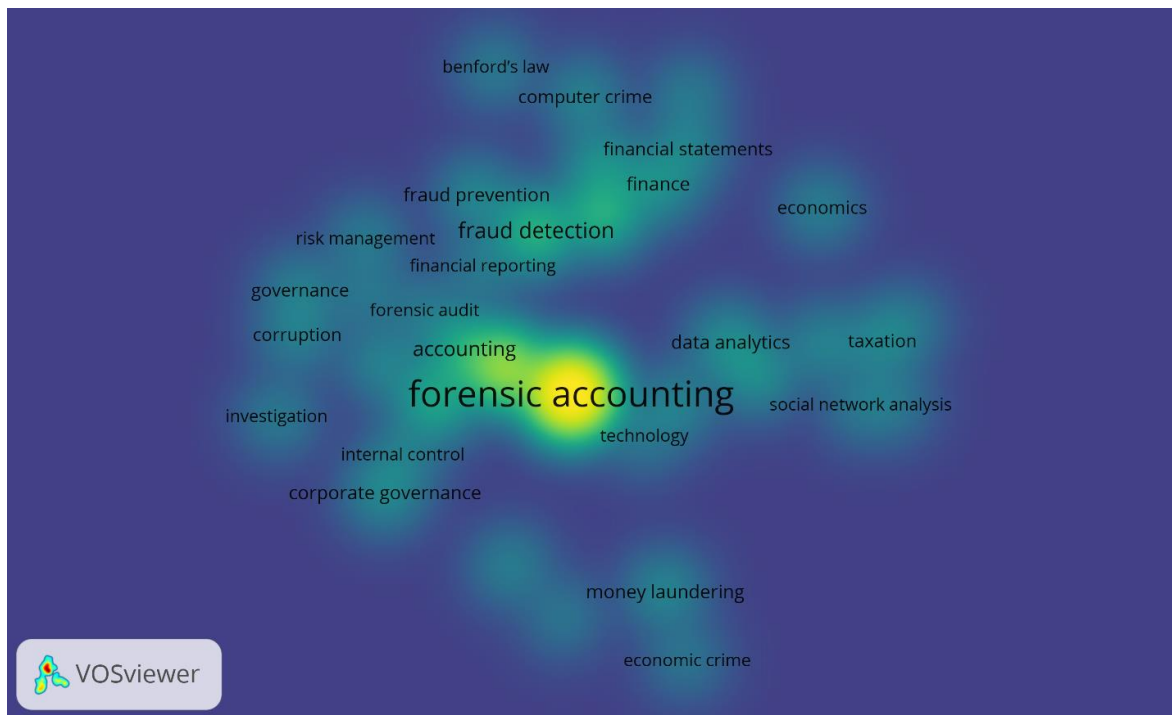 benford's law
computer crime
financial statements
finance
fraud prevention
economics
fraud detection
risk management
financial reporting
governance
forensic audit
corruption
accounting
data analytics
taxation
forensic accounting
social network analysis
investigation
technology
internal control
corporate governance
money laundering
economic crime
VOSviewer